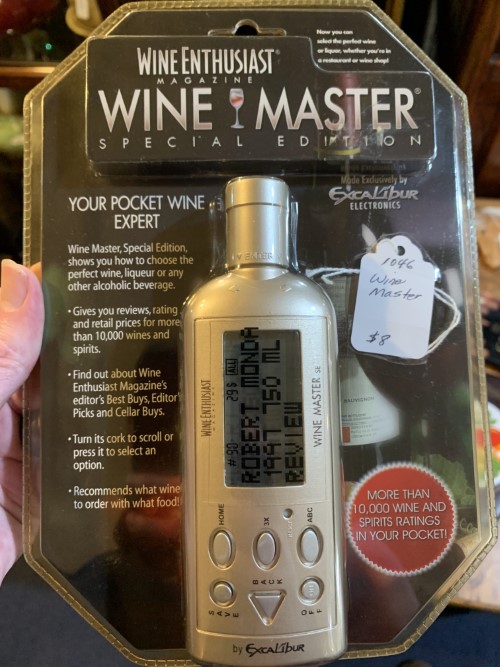 Now you can
select the perfect wine
or liquor, whether you're in
a restaurant or wine shop!
WINE ENTHUSIAST
MAGAZINE
WINE MASTER®
SPECIAL EDITION
Made Exclusively by
EXCALIBUR
ELECTRONICS
YOUR POCKET WINE
EXPERT
Wine Master, Special Edition,
shows you how to choose the
perfect wine, liqueur or any
other alcoholic beverage.
• Gives you reviews, rating
and retail prices for more
than 10,000 wines and
spirits.
• Find out about Wine
Enthusiast Magazine's
editor's Best Buys, Editor
Picks and Cellar Buys.
• Turn its cork to scroll or
press it to select an
option.
• Recommends what wine
to order with what food!
1046
Wine
Master
$8
ENTER
WINE ENTHUSIAST
MAGAZINE
#90 29$ ALL
ROBERT MONDA
1997 750 ML
REVIEW
WINE MASTER SE
HOME
3X
ABC
SAVE
BACK
OFF
by EXCALIBUR
MORE THAN
10,000 WINE AND
SPIRITS RATINGS
IN YOUR POCKET!